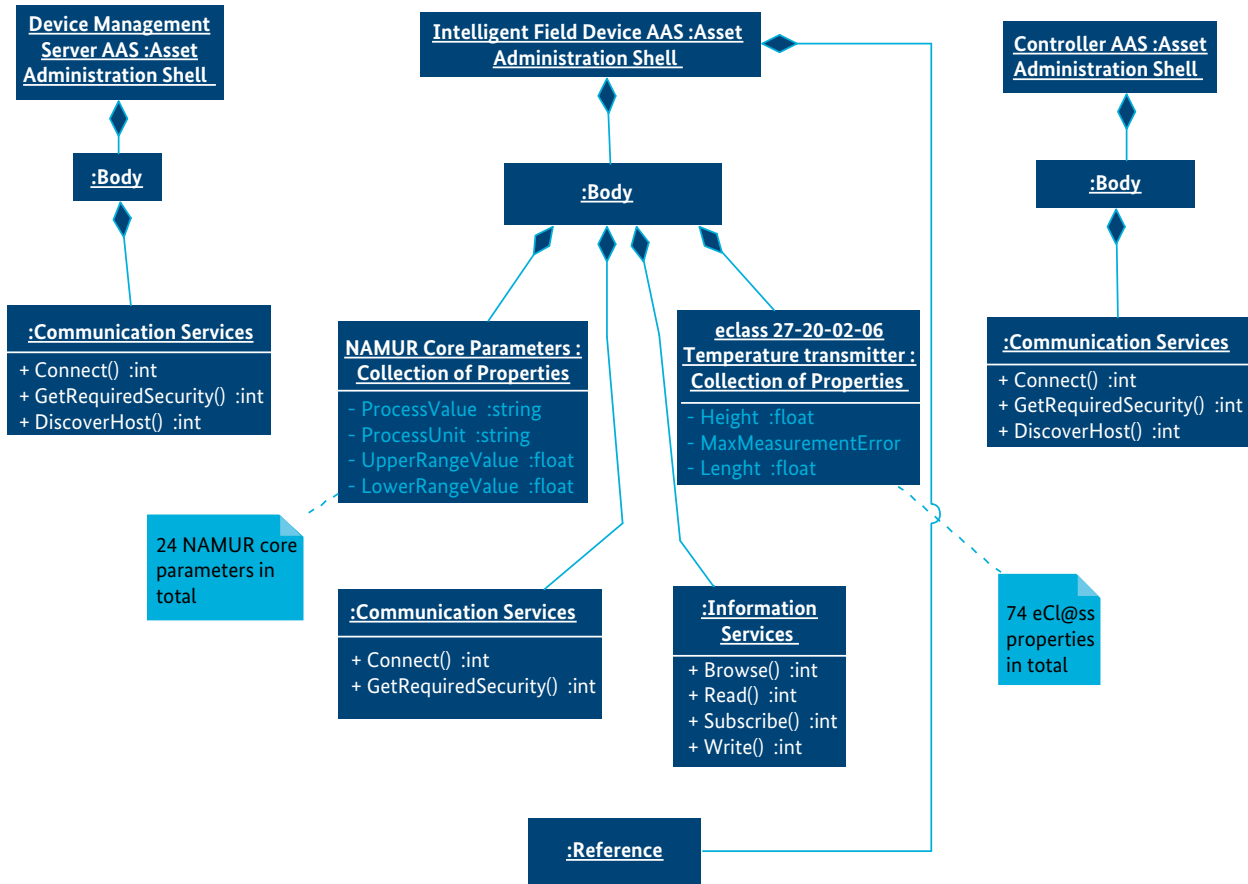 Device Management
Server AAS :Asset
Administration Shell
Intelligent Field Device AAS :Asset
Administration Shell
Controller AAS :Asset
Administration Shell
:Body
:Body
:Body
:Communication Services
+ Connect() :int
+ GetRequiredSecurity() :int
+ DiscoverHost() :int
NAMUR Core Parameters :
Collection of Properties
- ProcessValue :string
- ProcessUnit :string
- UpperRangeValue :float
- LowerRangeValue :float
eclass 27-20-02-06
Temperature transmitter :
Collection of Properties
- Height :float
- MaxMeasurementError
- Lenght :float
:Communication Services
+ Connect() :int
+ GetRequiredSecurity() :int
+ DiscoverHost() :int
24 NAMUR core
parameters in
total
:Communication Services
+ Connect() :int
+ GetRequiredSecurity() :int
:Information
Services
+ Browse() :int
+ Read() :int
+ Subscribe() :int
+ Write() :int
74 eCl@ss
properties
in total
:Reference